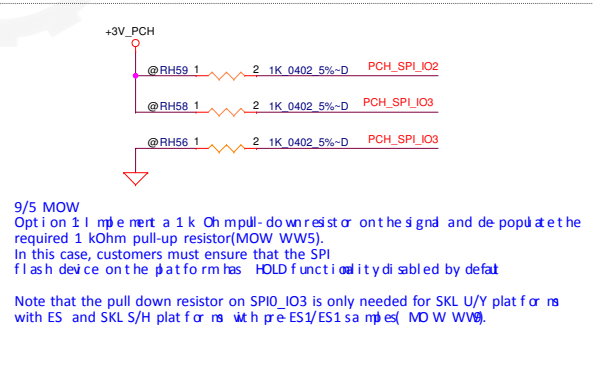 +3V_PCH
@RH59 1 2 1K_0402_5%~D PCH_SPI_IO2
@RH58 1 2 1K_0402_5%~D PCH_SPI_IO3
@RH56 1 2 1K_0402_5%~D PCH_SPI_IO3
9/5 MOW
Option 1: Implement a 1 k Ohm pull-down resistor on the signal and de-populate the
required 1 kOhm pull-up resistor(MOW WW5).
In this case, customers must ensure that the SPI
flash device on the platform has HOLD functionality disabled by default
Note that the pull down resistor on SPI0_IO3 is only needed for SKL U/Y platforms
with ES and SKL S/H platforms with pre-ES1/ES1 samples( MOW WW9).